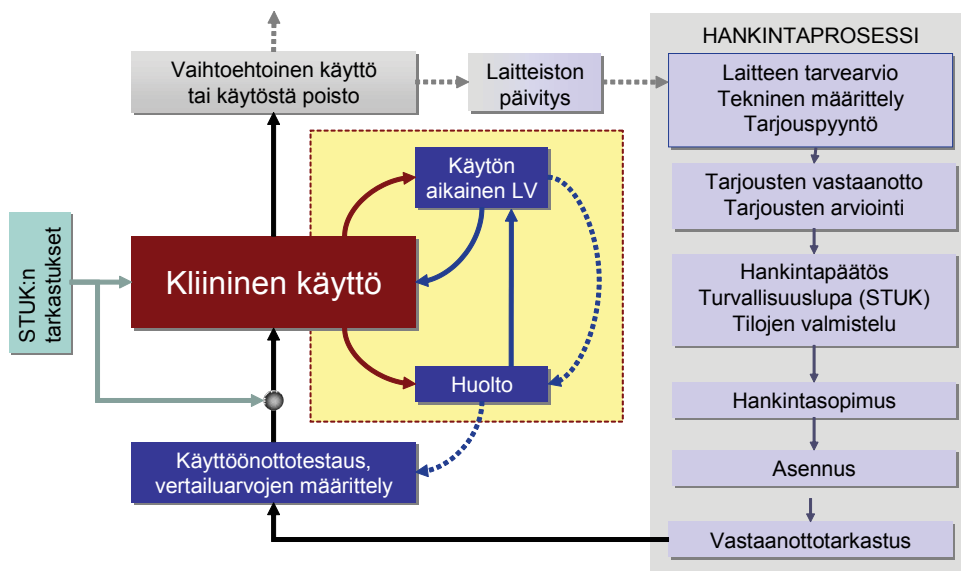 Vaihtoehtoinen käyttö
tai käytöstä poisto
Laitteiston
päivitys
HANKINTAPROSESSI
Laitteen tarvearvio
Tekninen määrittely
Tarjouspyyntö
Tarjousten vastaanotto
Tarjousten arviointi
Hankintapäätös
Turvallisuuslupa (STUK)
Tilojen valmistelu
Hankintasopimus
Asennus
Vastaanottotarkastus
Käytön
aikainen LV
STUK:n
tarkastukset
Kliininen käyttö
Huolto
Käyttöönottotestaus,
vertailuarvojen määrittely